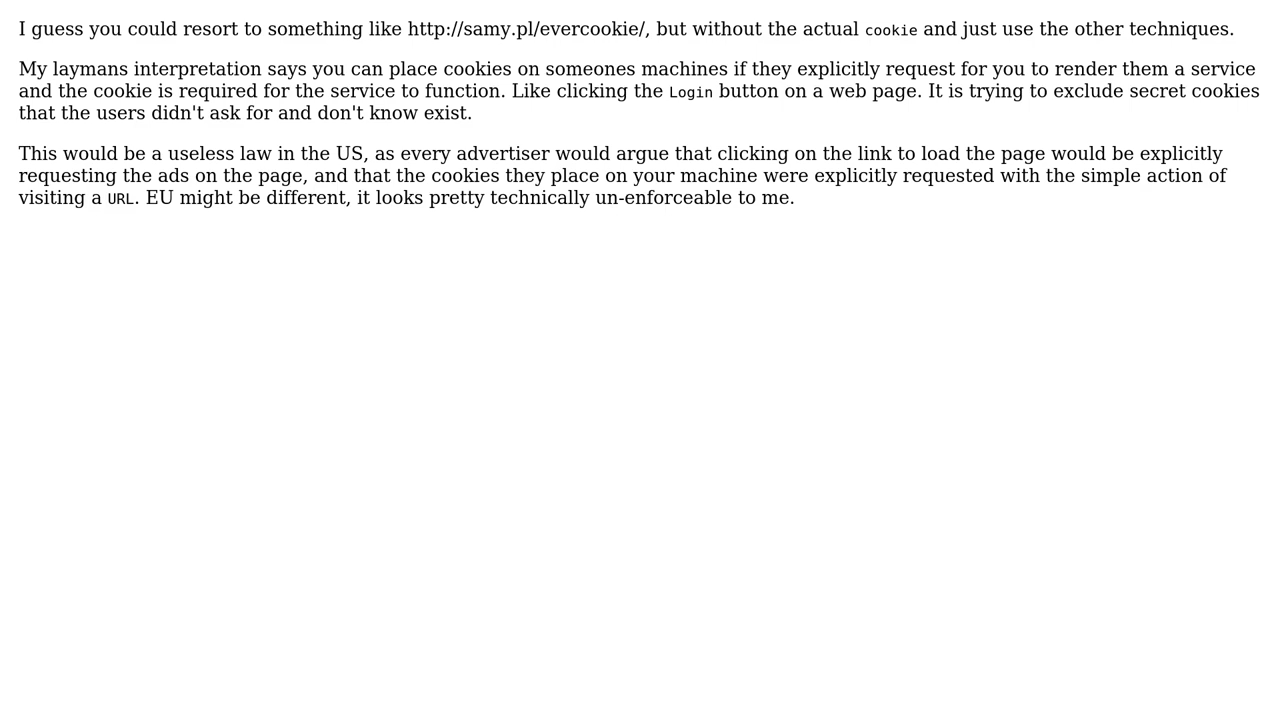 I guess you could resort to something like http://samy.pl/evercookie/, but without the actual cookie and just use the other techniques.
My laymans interpretation says you can place cookies on someones machines if they explicitly request for you to render them a service
and the cookie is required for the service to function. Like clicking the Login button on a web page. It is trying to exclude secret cookies
that the users didn't ask for and don't know exist.
This would be a useless law in the US, as every advertiser would argue that clicking on the link to load the page would be explicitly
requesting the ads on the page, and that the cookies they place on your machine were explicitly requested with the simple action of
visiting a URL. EU might be different, it looks pretty technically un-enforceable to me.